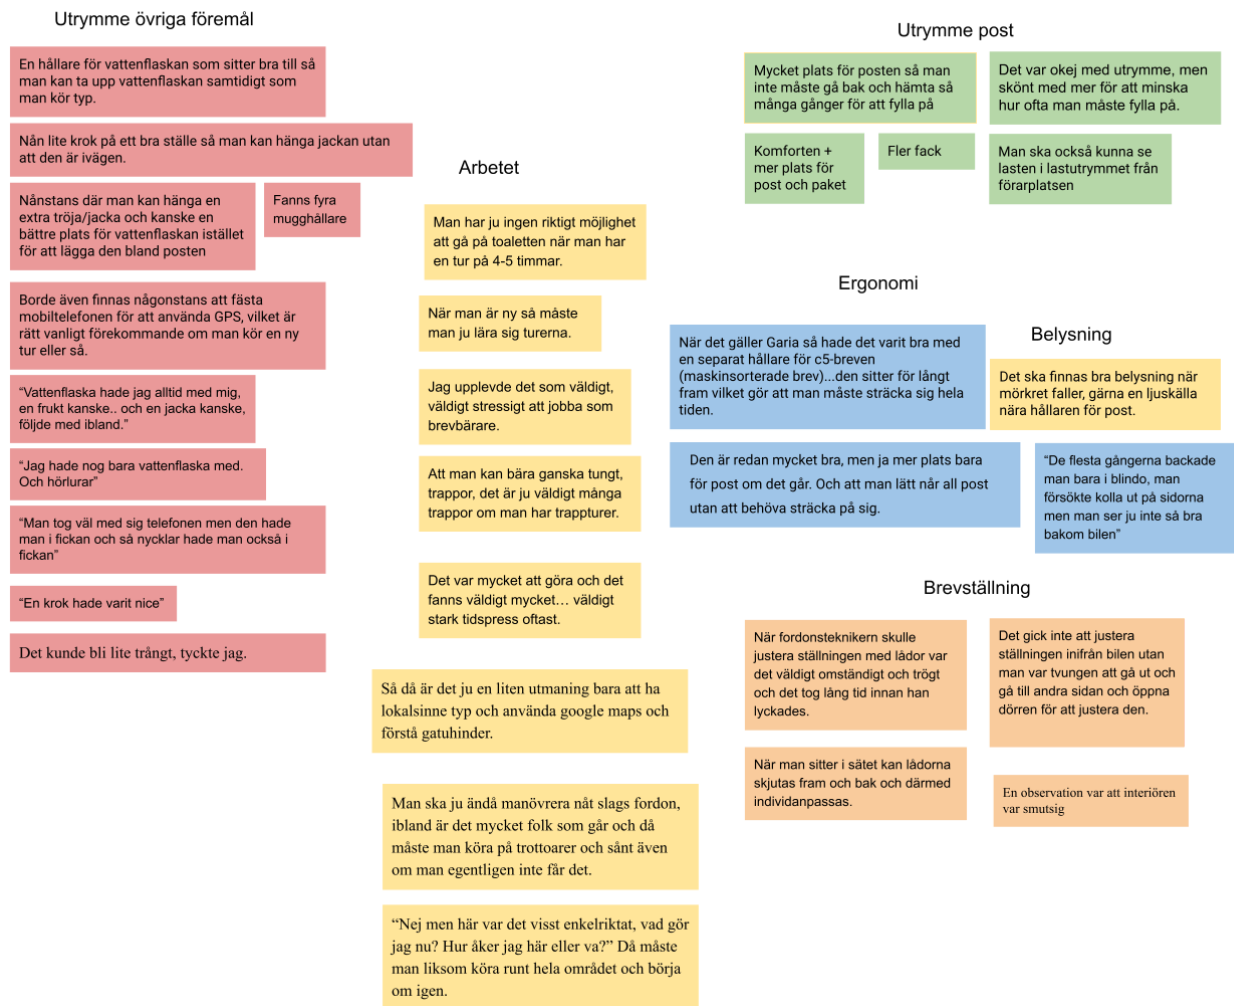 Utrymme övriga föremål
En hållare för vattenflaskan som sitter bra till så
man kan ta upp vattenflaskan samtidigt som
man kör typ.
Nån lite krok på ett bra ställe så man kan hänga jackan utan
att den är ivägen.
Nånstans där man kan hänga en
extra tröja/jacka och kanske en
bättre plats för vattenflaskan istället
för att lägga den bland posten
Fanns fyra
mugghållare
Borde även finnas någonstans att fästa
mobiltelefonen för att använda GPS, vilket är
rätt vanligt förekommande om man kör en ny
tur eller så.
“Vattenflaska hade jag alltid med mig,
en frukt kanske.. och en jacka kanske,
följde med ibland.”
“Jag hade nog bara vattenflaska med.
Och hörlurar”
“Man tog väl med sig telefonen men den hade
man i fickan och så nycklar hade man också i
fickan”
“En krok hade varit nice”
Det kunde bli lite trångt, tyckte jag.
Arbetet
Man har ju ingen riktigt möjlighet
att gå på toaletten när man har
en tur på 4-5 timmar.
När man är ny så måste
man ju lära sig turerna.
Jag upplevde det som väldigt,
väldigt stressigt att jobba som
brevbärare.
Att man kan bära ganska tungt,
trappor, det är ju väldigt många
trappor om man har trappturer.
Det var mycket att göra och det
fanns väldigt mycket… väldigt
stark tidspress oftast.
Så då är det ju en liten utmaning bara att ha
lokalsinne typ och använda google maps och
förstå gatuhinder.
Man ska ju ändå manövrera nåt slags fordon,
ibland är det mycket folk som går och då
måste man köra på trottoarer och sånt även
om man egentligen inte får det.
“Nej men här var det visst enkelriktat, vad gör
jag nu? Hur åker jag här eller va?” Då måste
man liksom köra runt hela området och börja
om igen.
Utrymme post
Mycket plats för posten så man
inte måste gå bak och hämta så
många gånger för att fylla på
Det var okej med utrymme, men
skönt med mer för att minska
hur ofta man måste fylla på.
Komforten +
mer plats för
post och paket
Fler fack
Man ska också kunna se
lasten i lastutrymmet från
förarplatsen
Ergonomi
När det gäller Garia så hade det varit bra med
en separat hållare för c5-breven
(maskinsorterade brev)...den sitter för långt
fram vilket gör att man måste sträcka sig hela
tiden.
Den är redan mycket bra, men ja mer plats bara
för post om det går. Och att man lätt når all post
utan att behöva sträcka på sig.
“De flesta gångerna backade
man bara i blindo, man
försökte kolla ut på sidorna
men man ser ju inte så bra
bakom bilen”
Belysning
Det ska finnas bra belysning när
mörkret faller, gärna en ljuskälla
nära hållaren för post.
Brevställning
När fordonsteknikern skulle
justera ställningen med lådor var
det väldigt omständigt och trögt
och det tog lång tid innan han
lyckades.
Det gick inte att justera
ställningen inifrån bilen utan
man var tvungen att gå ut och
gå till andra sidan och öppna
dörren för att justera den.
När man sitter i sätet kan lådorna
skjutas fram och bak och därmed
individanpassas.
En observation var att interiören
var smutsig